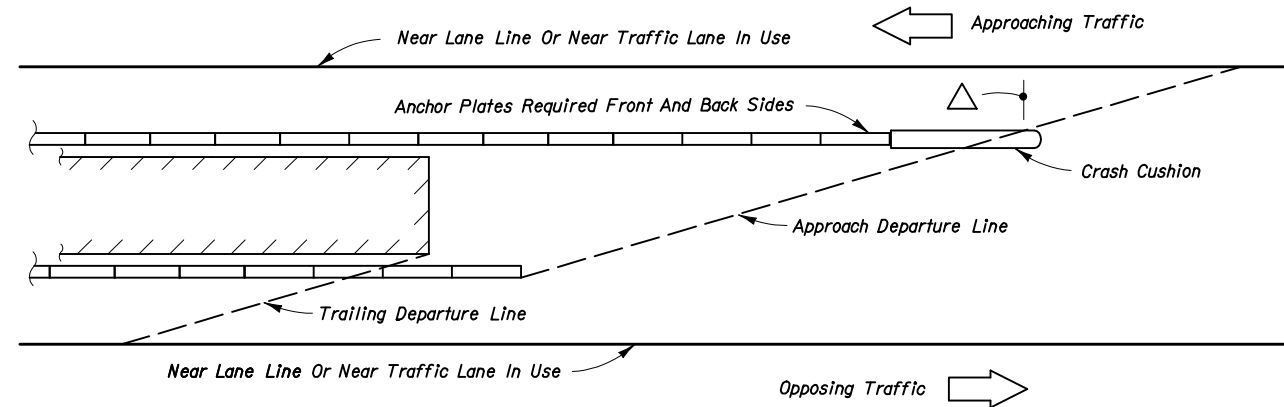 Approaching Traffic
Near Lane Line Or Near Traffic Lane In Use
Anchor Plates Required Front And Back Sides
Crash Cushion
Approach Departure Line
Trailing Departure Line
Near Lane Line Or Near Traffic Lane In Use
Opposing Traffic